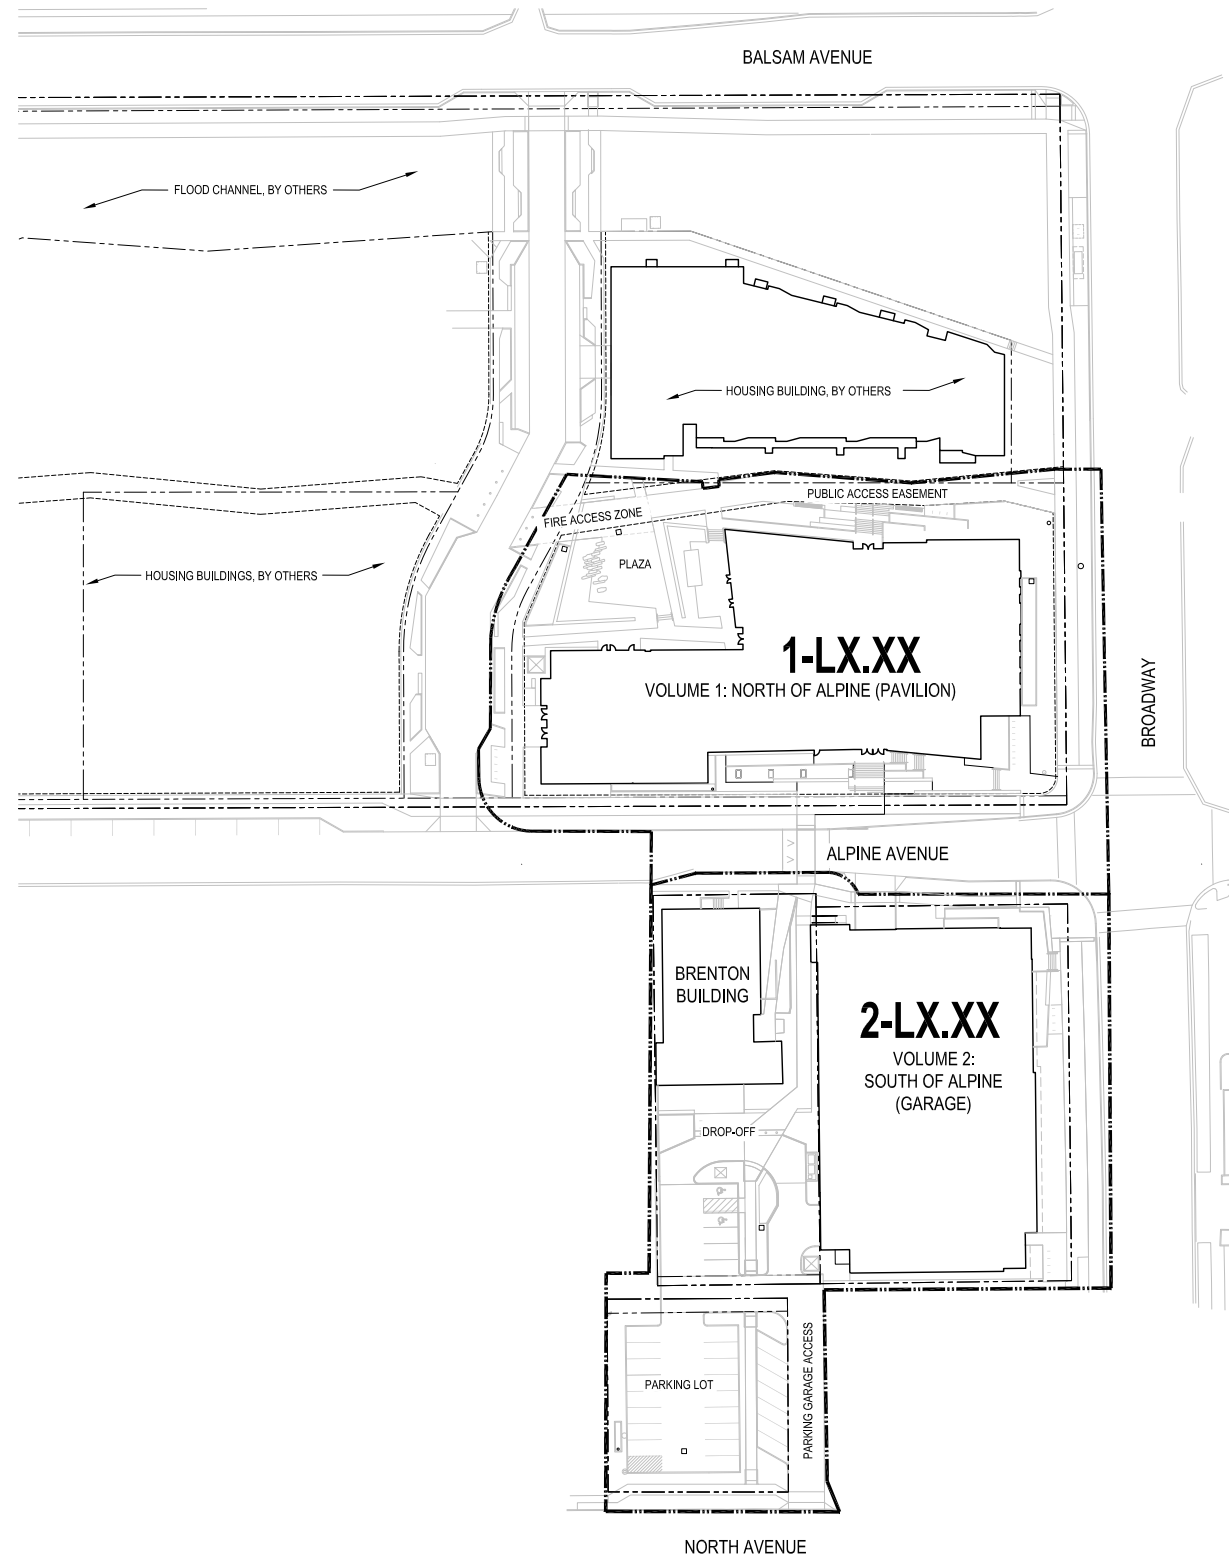 BALSAM AVENUE
FLOOD CHANNEL, BY OTHERS
HOUSING BUILDING, BY OTHERS
PUBLIC ACCESS EASEMENT
FIRE ACCESS ZONE
PLAZA
HOUSING BUILDINGS, BY OTHERS
1-LX.XX
VOLUME 1: NORTH OF ALPINE (PAVILION)
BROADWAY
ALPINE AVENUE
BRENTON
BUILDING
2-LX.XX
VOLUME 2:
SOUTH OF ALPINE
(GARAGE)
DROP-OFF
PARKING LOT
PARKING GARAGE ACCESS
NORTH AVENUE